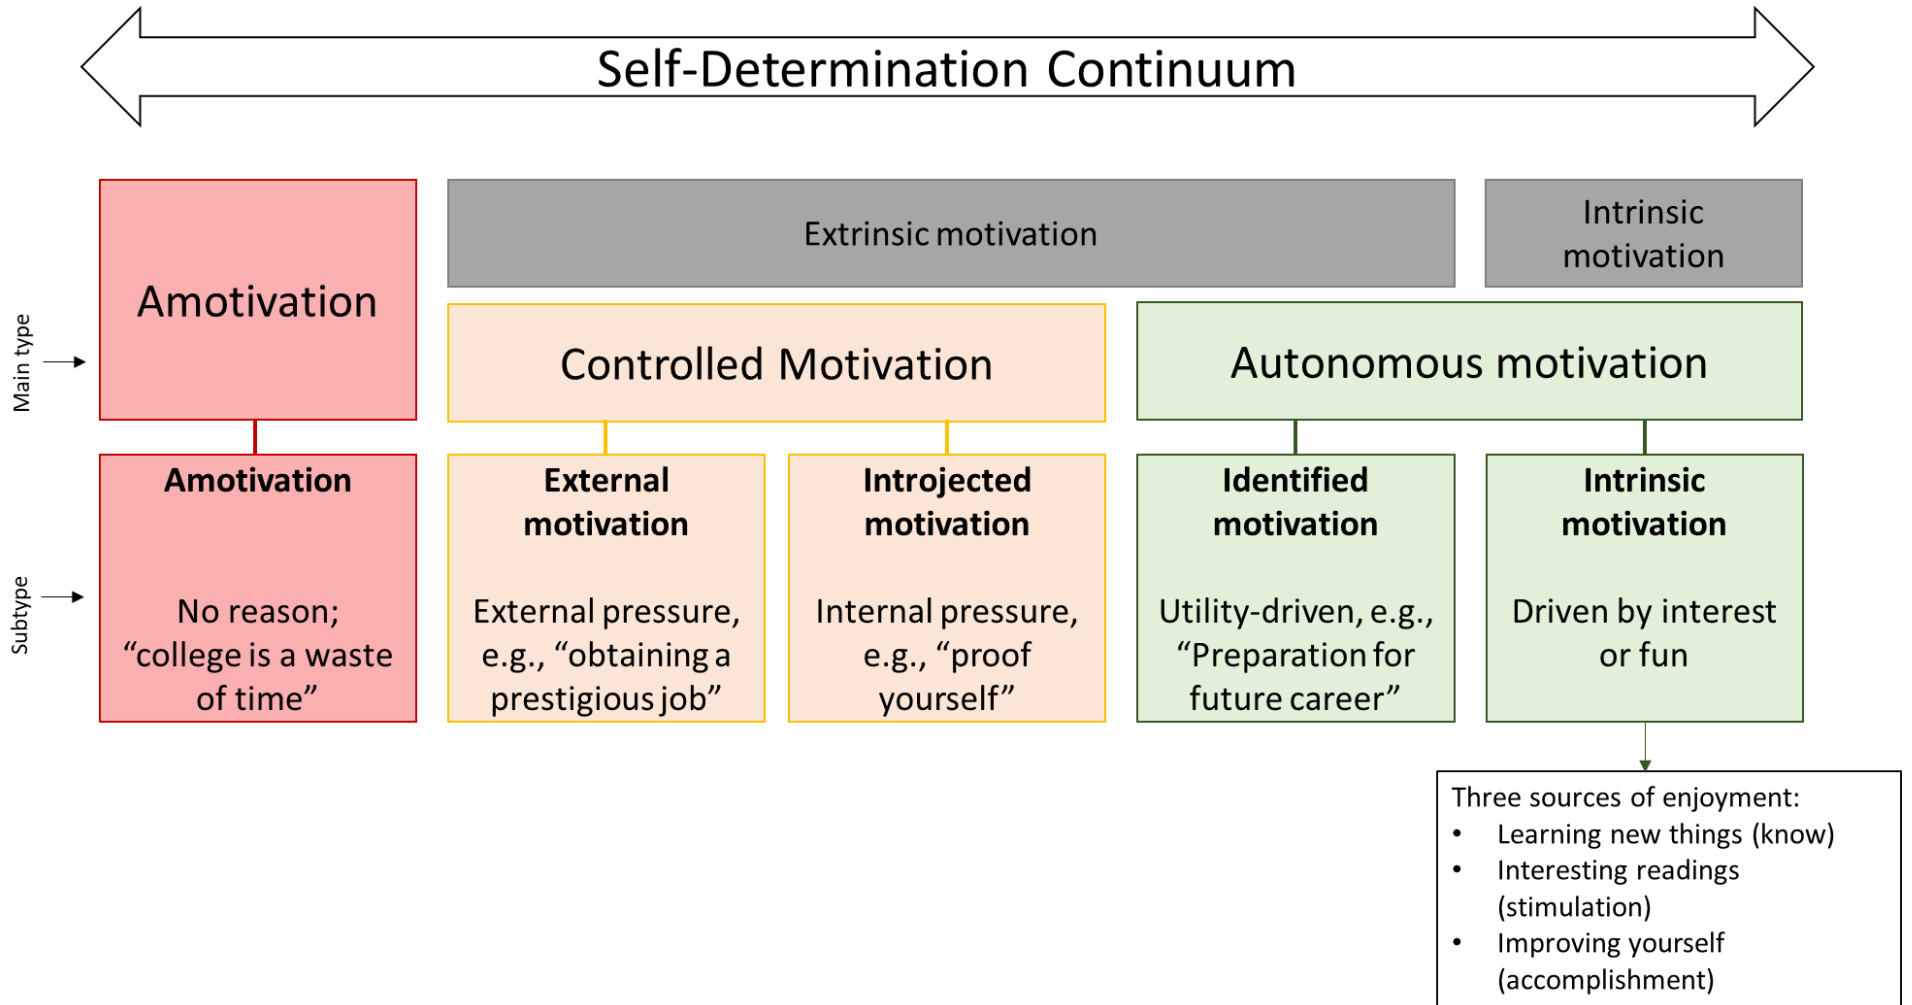 Self-Determination Continuum
Amotivation
Extrinsic motivation
Intrinsic
motivation
Main type
Controlled Motivation
Autonomous motivation
Subtype
Amotivation
No reason;
“college is a waste
of time”
External
motivation
External pressure,
e.g., “obtaining a
prestigious job”
Introjected
motivation
Internal pressure,
e.g., “proof
yourself”
Identified
motivation
Utility-driven, e.g.,
“Preparation for
future career”
Intrinsic
motivation
Driven by interest
or fun
Three sources of enjoyment:
• Learning new things (know)
• Interesting readings
(stimulation)
• Improving yourself
(accomplishment)